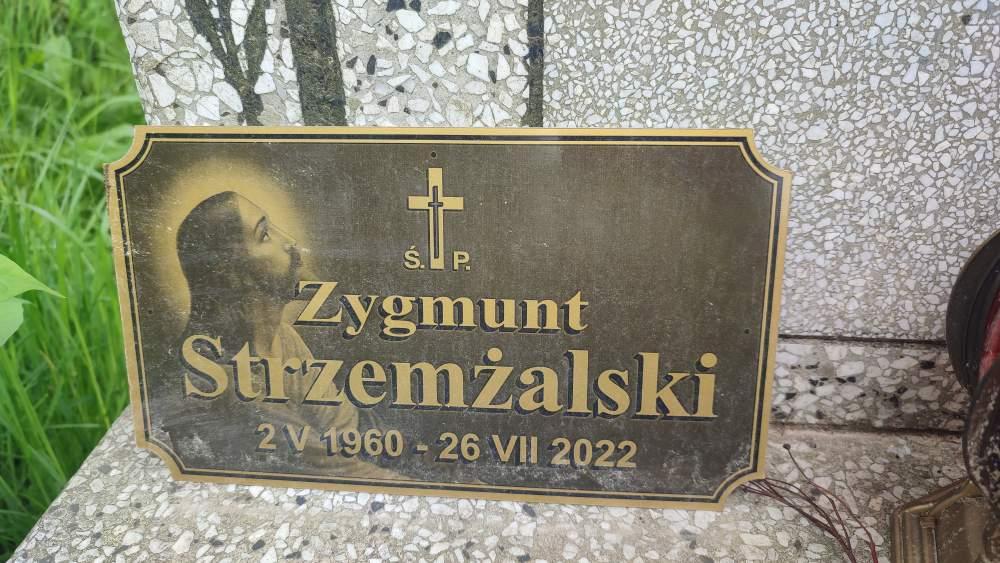 Ś. P.
Zygmunt
Strzemżalski
2 V 1960 - 26 VII 2022